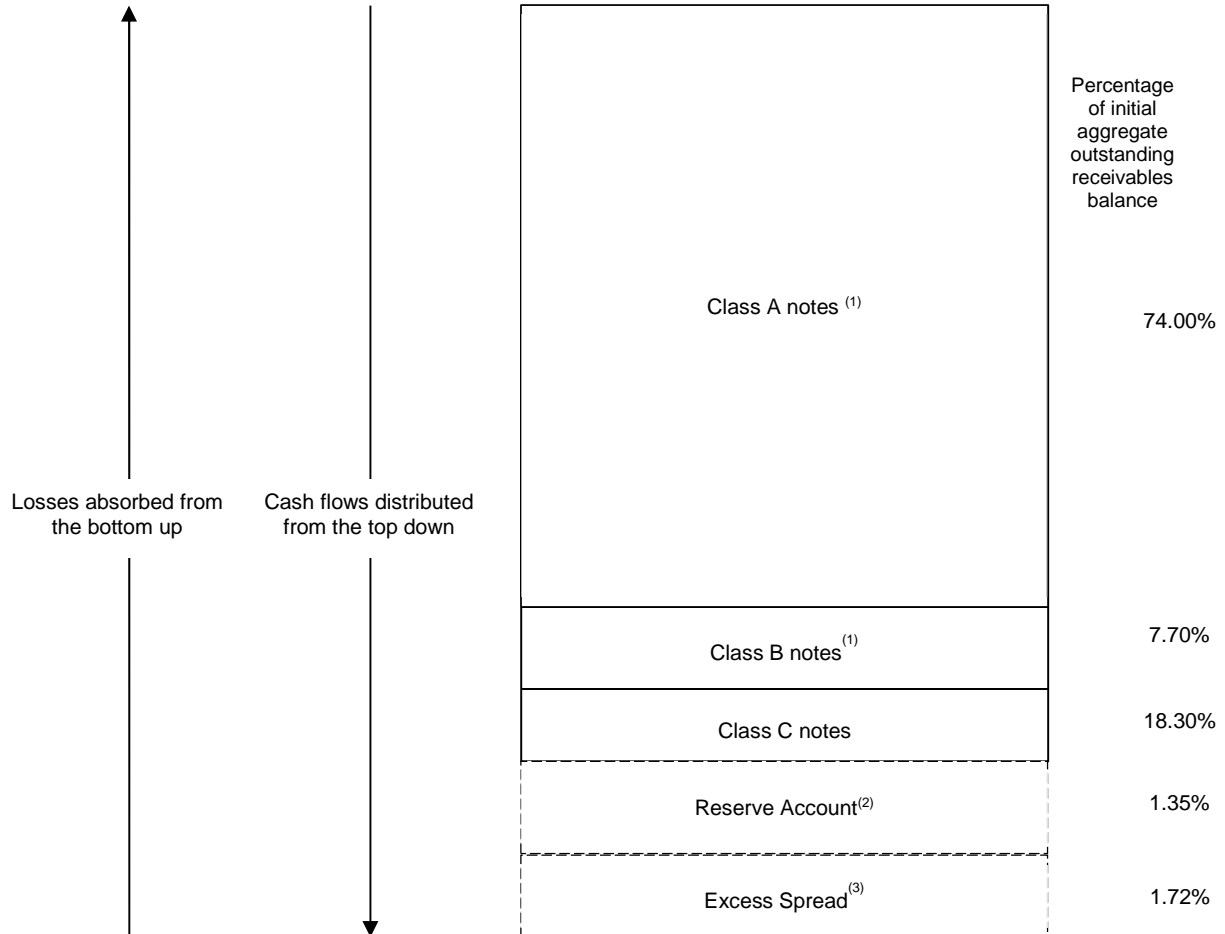 Percentage
of initial
aggregate
outstanding
receivables
balance
Class A notes (1)
74.00%
Losses absorbed from
the bottom up
Cash flows distributed
from the top down
Class B notes(1)
7.70%
Class C notes
18.30%
Reserve Account(2)
1.35%
Excess Spread(3)
1.72%